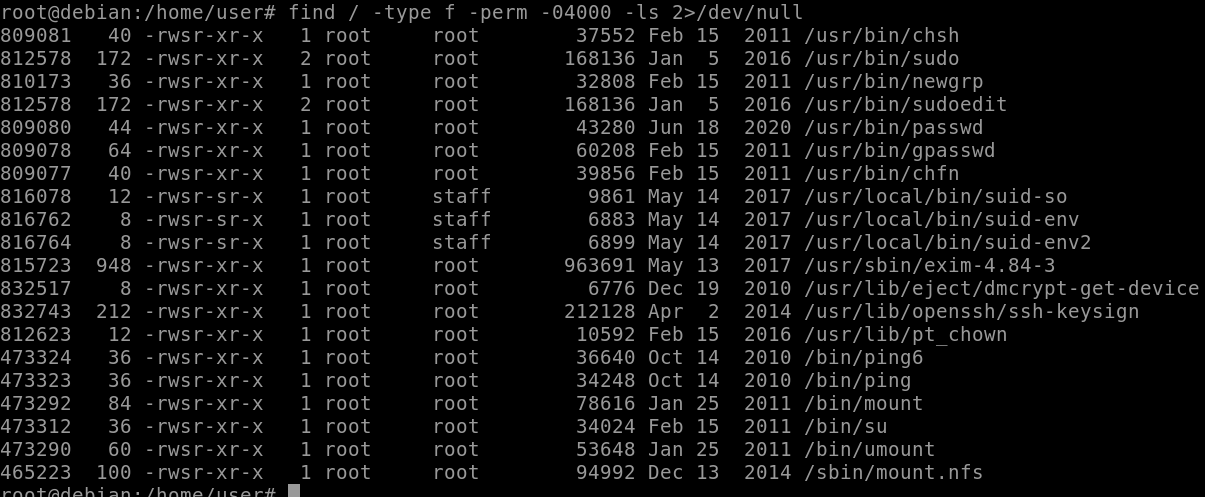 root@debian:/home/user# find / -type f -perm -04000 -ls 2>/dev/null
809081   40 -rwsr-xr-x   1 root     root        37552 Feb 15  2011 /usr/bin/chsh
812578  172 -rwsr-xr-x   2 root     root       168136 Jan  5  2016 /usr/bin/sudo
810173   36 -rwsr-xr-x   1 root     root        32808 Feb 15  2011 /usr/bin/newgrp
812578  172 -rwsr-xr-x   2 root     root       168136 Jan  5  2016 /usr/bin/sudoedit
809080   44 -rwsr-xr-x   1 root     root        43280 Jun 18  2020 /usr/bin/passwd
809078   64 -rwsr-xr-x   1 root     root        60208 Feb 15  2011 /usr/bin/gpasswd
809077   40 -rwsr-xr-x   1 root     root        39856 Feb 15  2011 /usr/bin/chfn
816078   12 -rwsr-sr-x   1 root     staff        9861 May 14  2017 /usr/local/bin/suid-so
816762    8 -rwsr-sr-x   1 root     staff        6883 May 14  2017 /usr/local/bin/suid-env
816764    8 -rwsr-sr-x   1 root     staff        6899 May 14  2017 /usr/local/bin/suid-env2
815723  948 -rwsr-xr-x   1 root     root       963691 May 13  2017 /usr/sbin/exim-4.84-3
832517    8 -rwsr-xr-x   1 root     root         6776 Dec 19  2010 /usr/lib/eject/dmcrypt-get-device
832743  212 -rwsr-xr-x   1 root     root       212128 Apr  2  2014 /usr/lib/openssh/ssh-keysign
812623   12 -rwsr-xr-x   1 root     root        10592 Feb 15  2016 /usr/lib/pt_chown
473324   36 -rwsr-xr-x   1 root     root        36640 Oct 14  2010 /bin/ping6
473323   36 -rwsr-xr-x   1 root     root        34248 Oct 14  2010 /bin/ping
473292   84 -rwsr-xr-x   1 root     root        78616 Jan 25  2011 /bin/mount
473312   36 -rwsr-xr-x   1 root     root        34024 Feb 15  2011 /bin/su
473290   60 -rwsr-xr-x   1 root     root        53648 Jan 25  2011 /bin/umount
465223  100 -rwsr-xr-x   1 root     root        94992 Dec 13  2014 /sbin/mount.nfs
root@debian:/home/user#